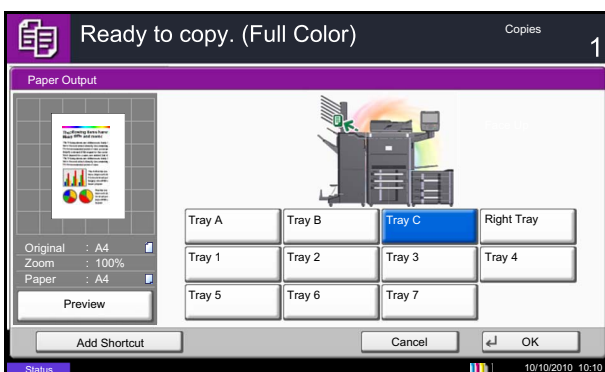 Ready to copy. (Full Color)
Copies
1
Paper Output
Tray A
Tray B
Tray C
Right Tray
Original : A4
Zoom : 100%
Paper : A4
Tray 1
Tray 2
Tray 3
Tray 4
Preview
Tray 5
Tray 6
Tray 7
Add Shortcut
Cancel
OK
Status
10/10/2010 10:10